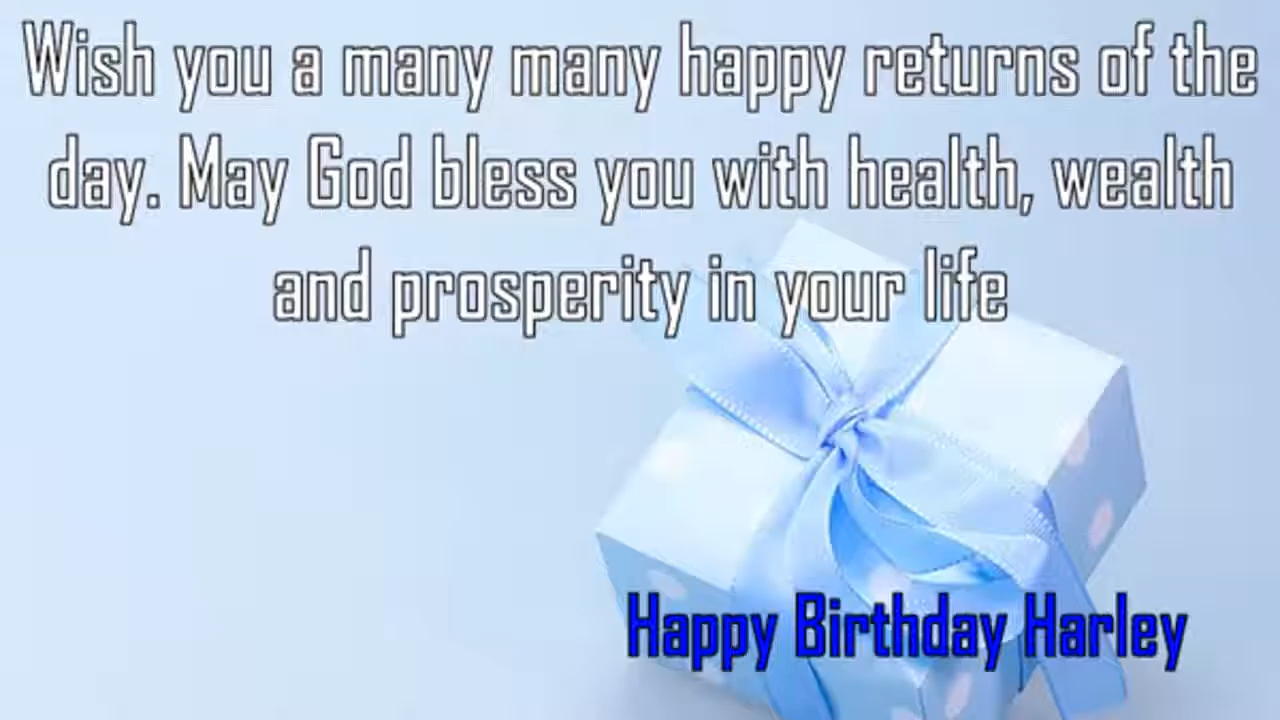 Wish you a many many happy returns of the
day. May God bless you with health, wealth
and prosperity in your life
Happy Birthday Harley